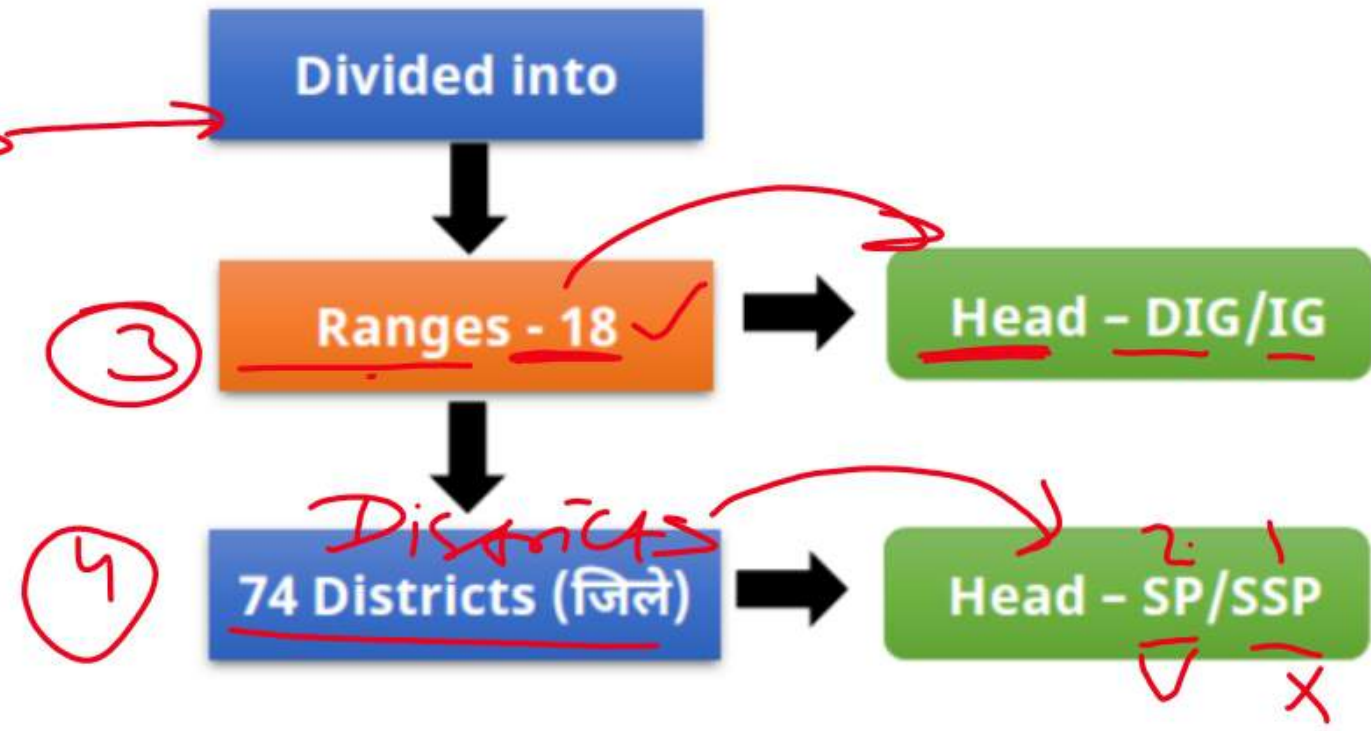 Divided into
3
Ranges - 18
Head – DIG/IG
Districts
4
74 Districts (जिले)
2. 1
Head – SP/SSP